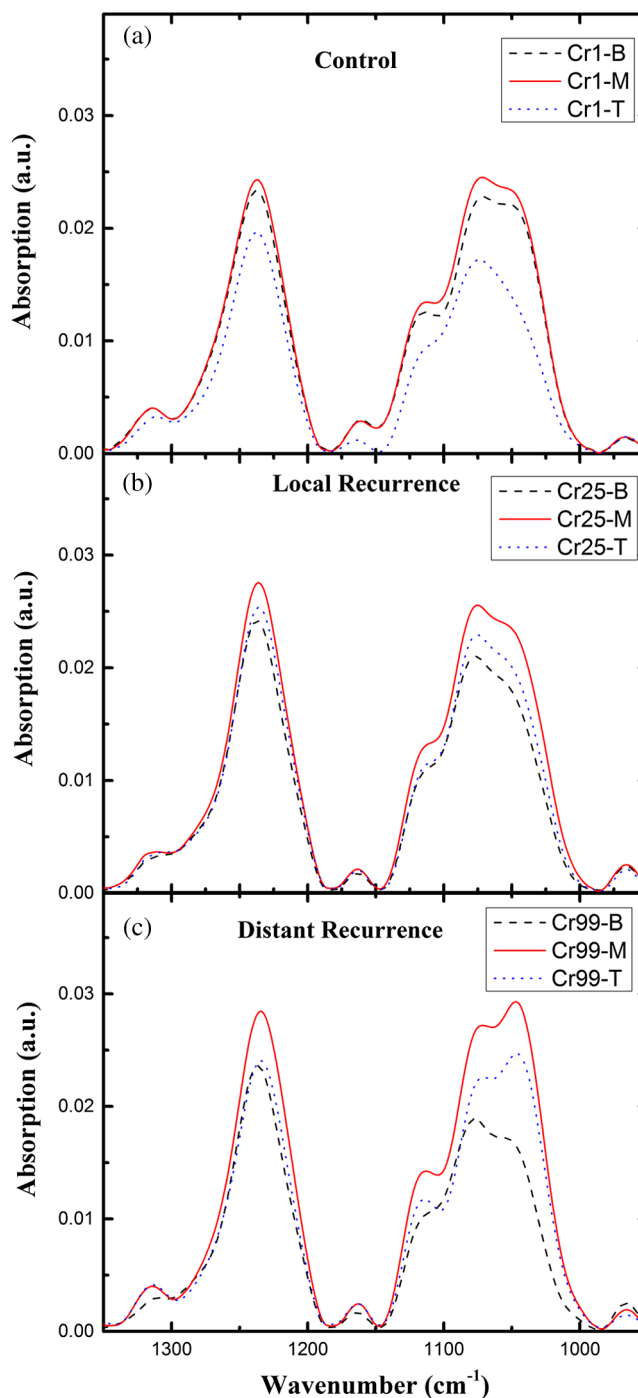 (a)
Control
Cr1-B
Cr1-M
Cr1-T
0.03
0.02
0.01
0.00
Absorption (a.u.)
(b)
Local Recurrence
Cr25-B
Cr25-M
Cr25-T
0.03
0.02
0.01
0.00
Absorption (a.u.)
(c)
Distant Recurrence
Cr99-B
Cr99-M
Cr99-T
0.03
0.02
0.01
0.00
Absorption (a.u.)
1300 1200 1100 1000
Wavenumber (cm⁻¹)